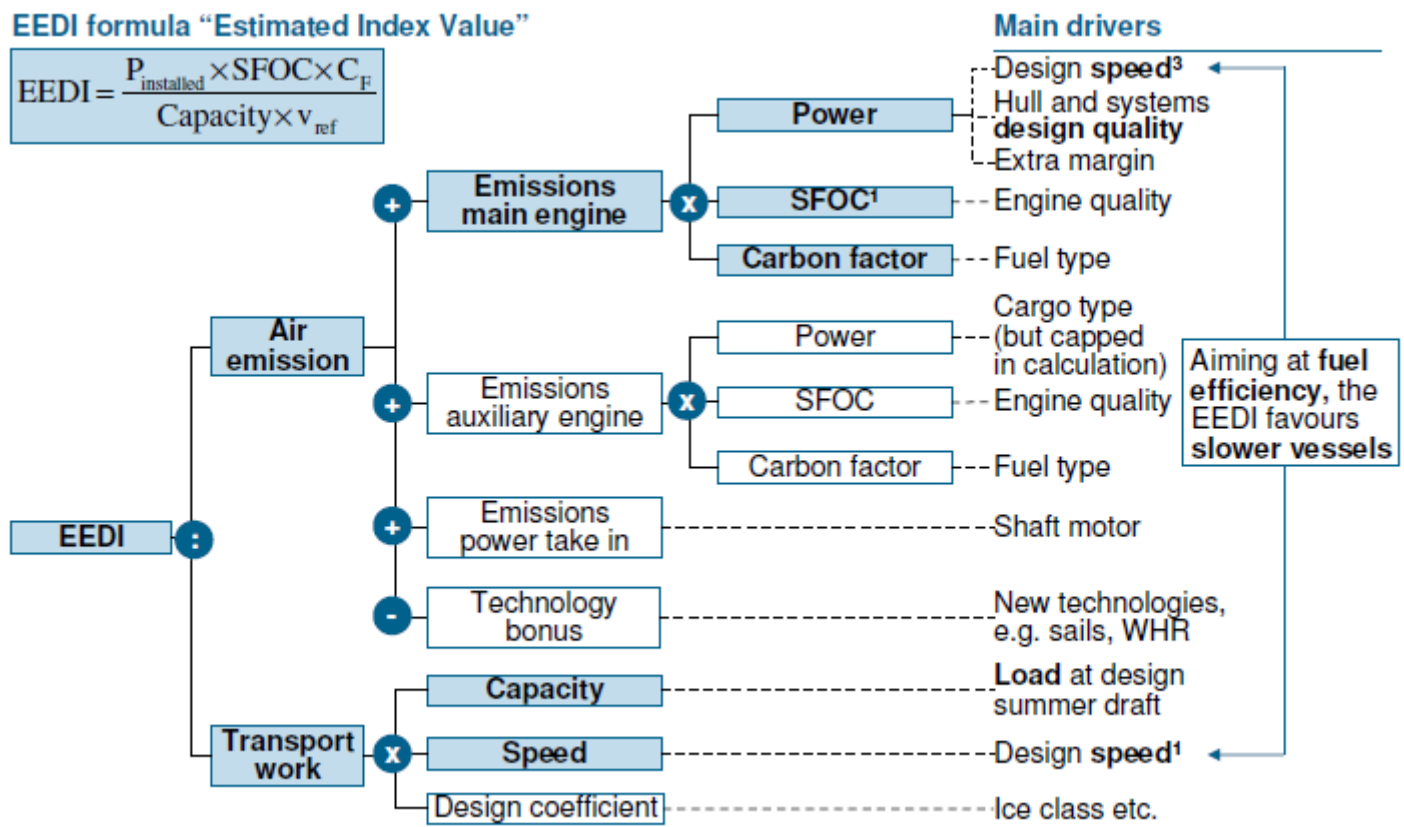 EEDI formula “Estimated Index Value”
Main drivers
EEDI = P_installed × SFOC × C_F
Capacity × v_ref
Design speed³
Hull and systems
design quality
Extra margin
Power
Emissions
main engine
+
x
SFOC¹
Engine quality
Carbon factor
Fuel type
Air
emission
Cargo type
(but capped
in calculation)
Power
Emissions
auxiliary engine
+
x
SFOC
Engine quality
Carbon factor
Fuel type
Aiming at fuel
efficiency, the
EEDI favours
slower vessels
EEDI
:
+
Emissions
power take in
Shaft motor
-
Technology
bonus
New technologies,
e.g. sails, WHR
Capacity
Load at design
summer draft
Transport
work
x
Speed
Design speed¹
Design coefficient
Ice class etc.